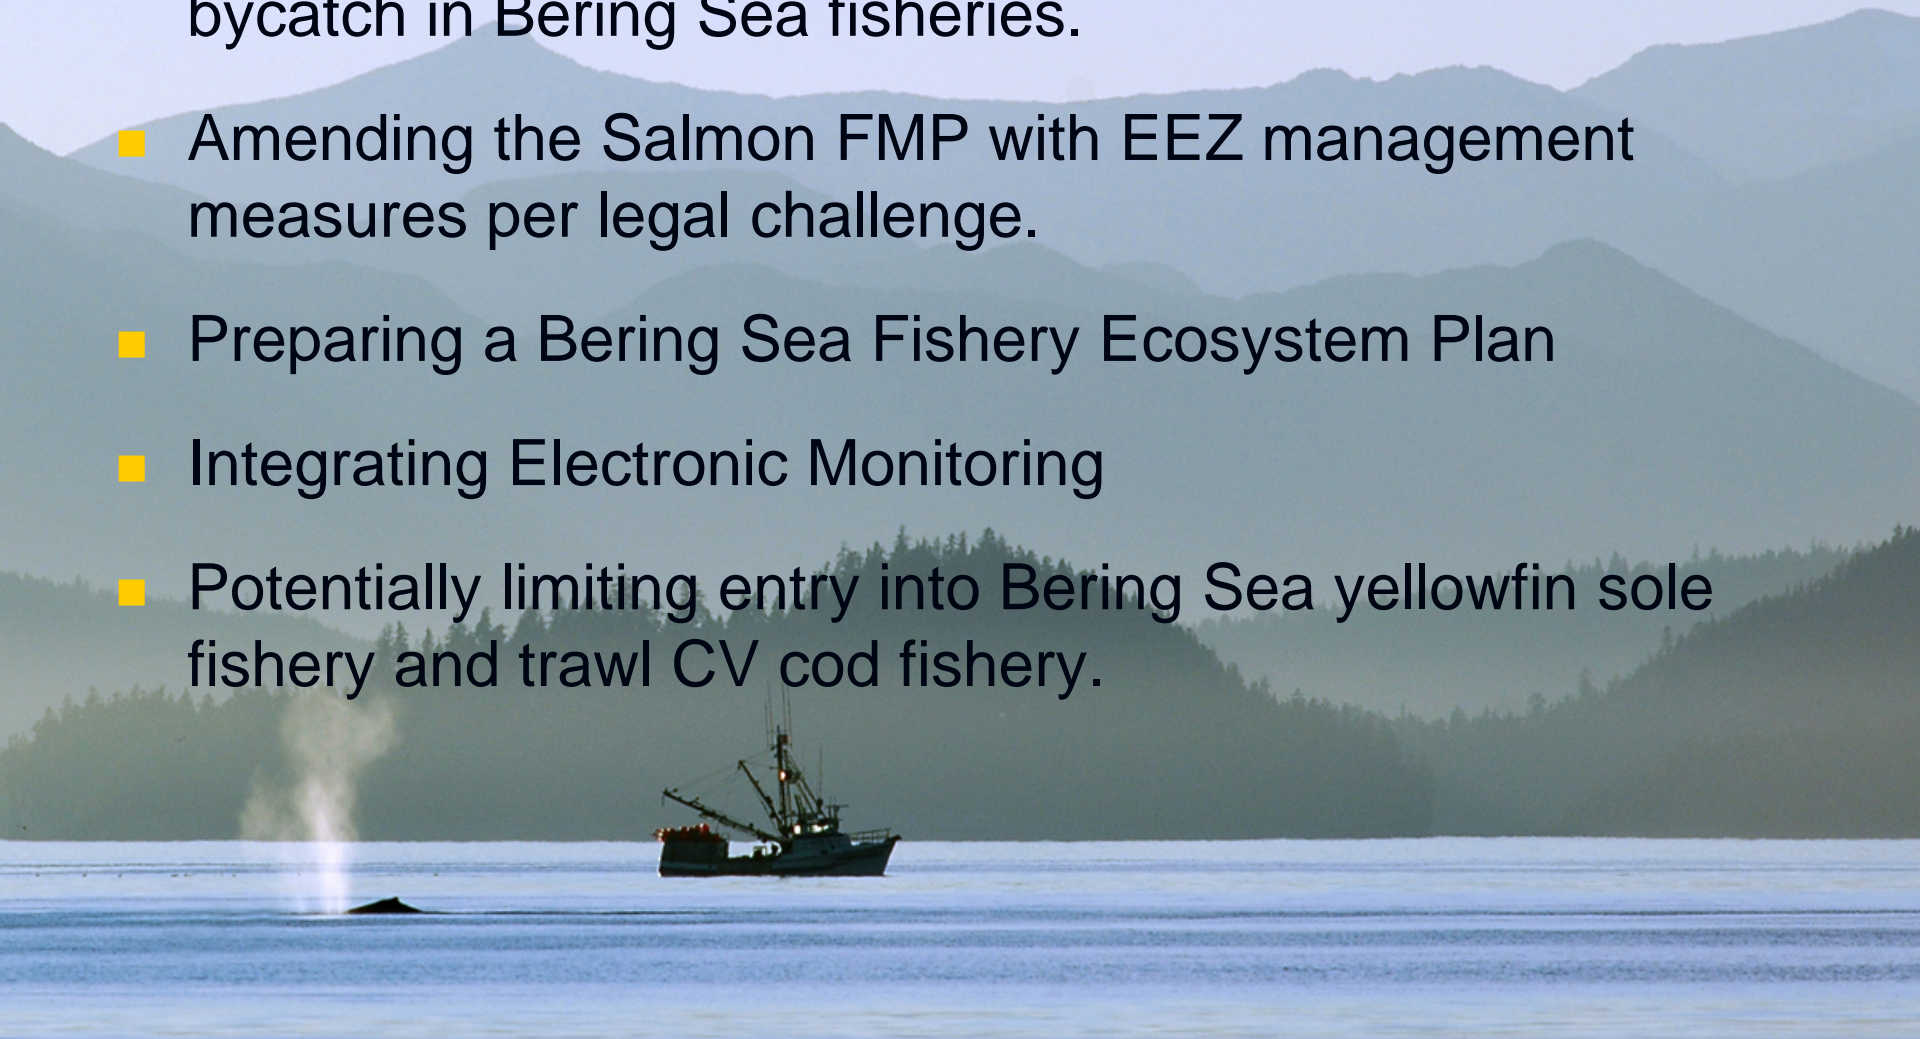 bycatch in Bering Sea fisheries.
Amending the Salmon FMP with EEZ management
measures per legal challenge.
Preparing a Bering Sea Fishery Ecosystem Plan
Integrating Electronic Monitoring
Potentially limiting entry into Bering Sea yellowfin sole
fishery and trawl CV cod fishery.